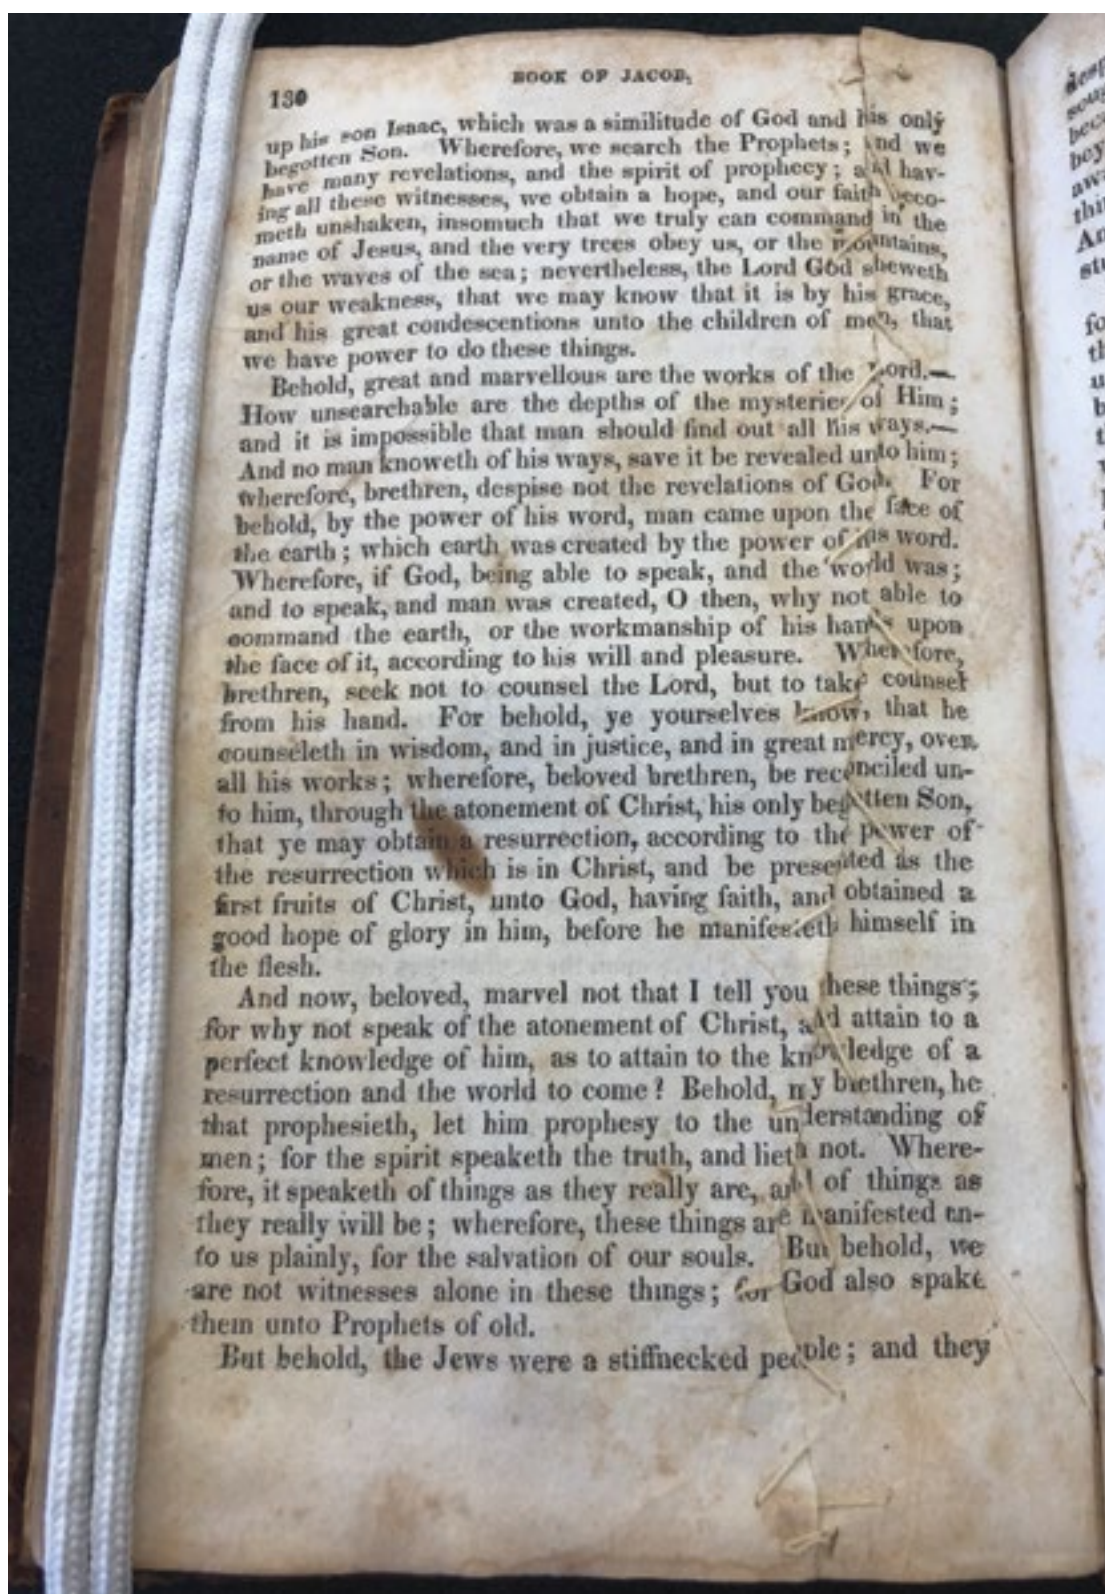 BOOK OF JACOB,
130
up his son Isaac, which was a similitude of God and his only
begotten Son. Wherefore, we search the Prophets; and we
have many revelations, and the spirit of prophecy; and hav-
ing all these witnesses, we obtain a hope, and our faith beco-
meth unshaken, insomuch that we truly can command in the
name of Jesus, and the very trees obey us, or the mountains,
or the waves of the sea; nevertheless, the Lord God sheweth
us our weakness, that we may know that it is by his grace,
and his great condescentions unto the children of men, that
we have power to do these things.
Behold, great and marvellous are the works of the Lord.—
How unsearchable are the depths of the mysteries of Him;
and it is impossible that man should find out all his ways.—
And no man knoweth of his ways, save it be revealed unto him;
wherefore, brethren, despise not the revelations of God. For
behold, by the power of his word, man came upon the face of
the earth; which earth was created by the power of his word.
Wherefore, if God, being able to speak, and the world was;
and to speak, and man was created, O then, why not able to
command the earth, or the workmanship of his hands upon
the face of it, according to his will and pleasure. Wherefore,
brethren, seek not to counsel the Lord, but to take counsel
from his hand. For behold, ye yourselves know, that he
counseleth in wisdom, and in justice, and in great mercy, over
all his works; wherefore, beloved brethren, be reconciled un-
to him, through the atonement of Christ, his only begotten Son,
that ye may obtain a resurrection, according to the power of
the resurrection which is in Christ, and be presented as the
first fruits of Christ, unto God, having faith, and obtained a
good hope of glory in him, before he manifesteth himself in
the flesh.
And now, beloved, marvel not that I tell you these things;
for why not speak of the atonement of Christ, and attain to a
perfect knowledge of him, as to attain to the knowledge of a
resurrection and the world to come? Behold, my brethren, he
that prophesieth, let him prophesy to the understanding of
men; for the spirit speaketh the truth, and lieth not. Where-
fore, it speaketh of things as they really are, and of things as
they really will be; wherefore, these things are manifested un-
to us plainly, for the salvation of our souls. But behold, we
are not witnesses alone in these things; for God also spake
them unto Prophets of old.
But behold, the Jews were a stiffnecked people; and they